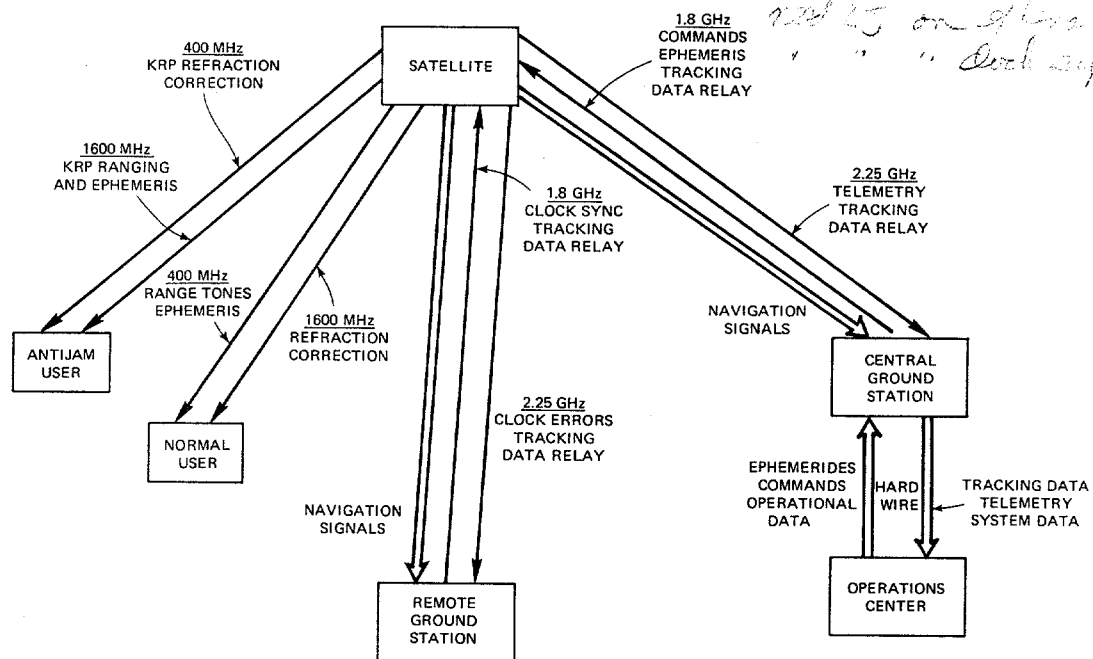 400 MHz
KRP REFRACTION
CORRECTION
SATELLITE
1.8 GHz
COMMANDS
EPHEMERIS
TRACKING
DATA RELAY
on
" " "
1600 MHz
KRP RANGING
AND EPHEMERIS
1.8 GHz
CLOCK SYNC
TRACKING
DATA RELAY
2.25 GHz
TELEMETRY
TRACKING
DATA RELAY
400 MHz
RANGE TONES
EPHEMERIS
1600 MHz
REFRACTION
CORRECTION
NAVIGATION
SIGNALS
ANTIJAM
USER
CENTRAL
GROUND
STATION
NORMAL
USER
2.25 GHz
CLOCK ERRORS
TRACKING
DATA RELAY
EPHEMERIDES
COMMANDS
OPERATIONAL
DATA
HARD
WIRE
TRACKING DATA
TELEMETRY
SYSTEM DATA
NAVIGATION
SIGNALS
REMOTE
GROUND
STATION
OPERATIONS
CENTER